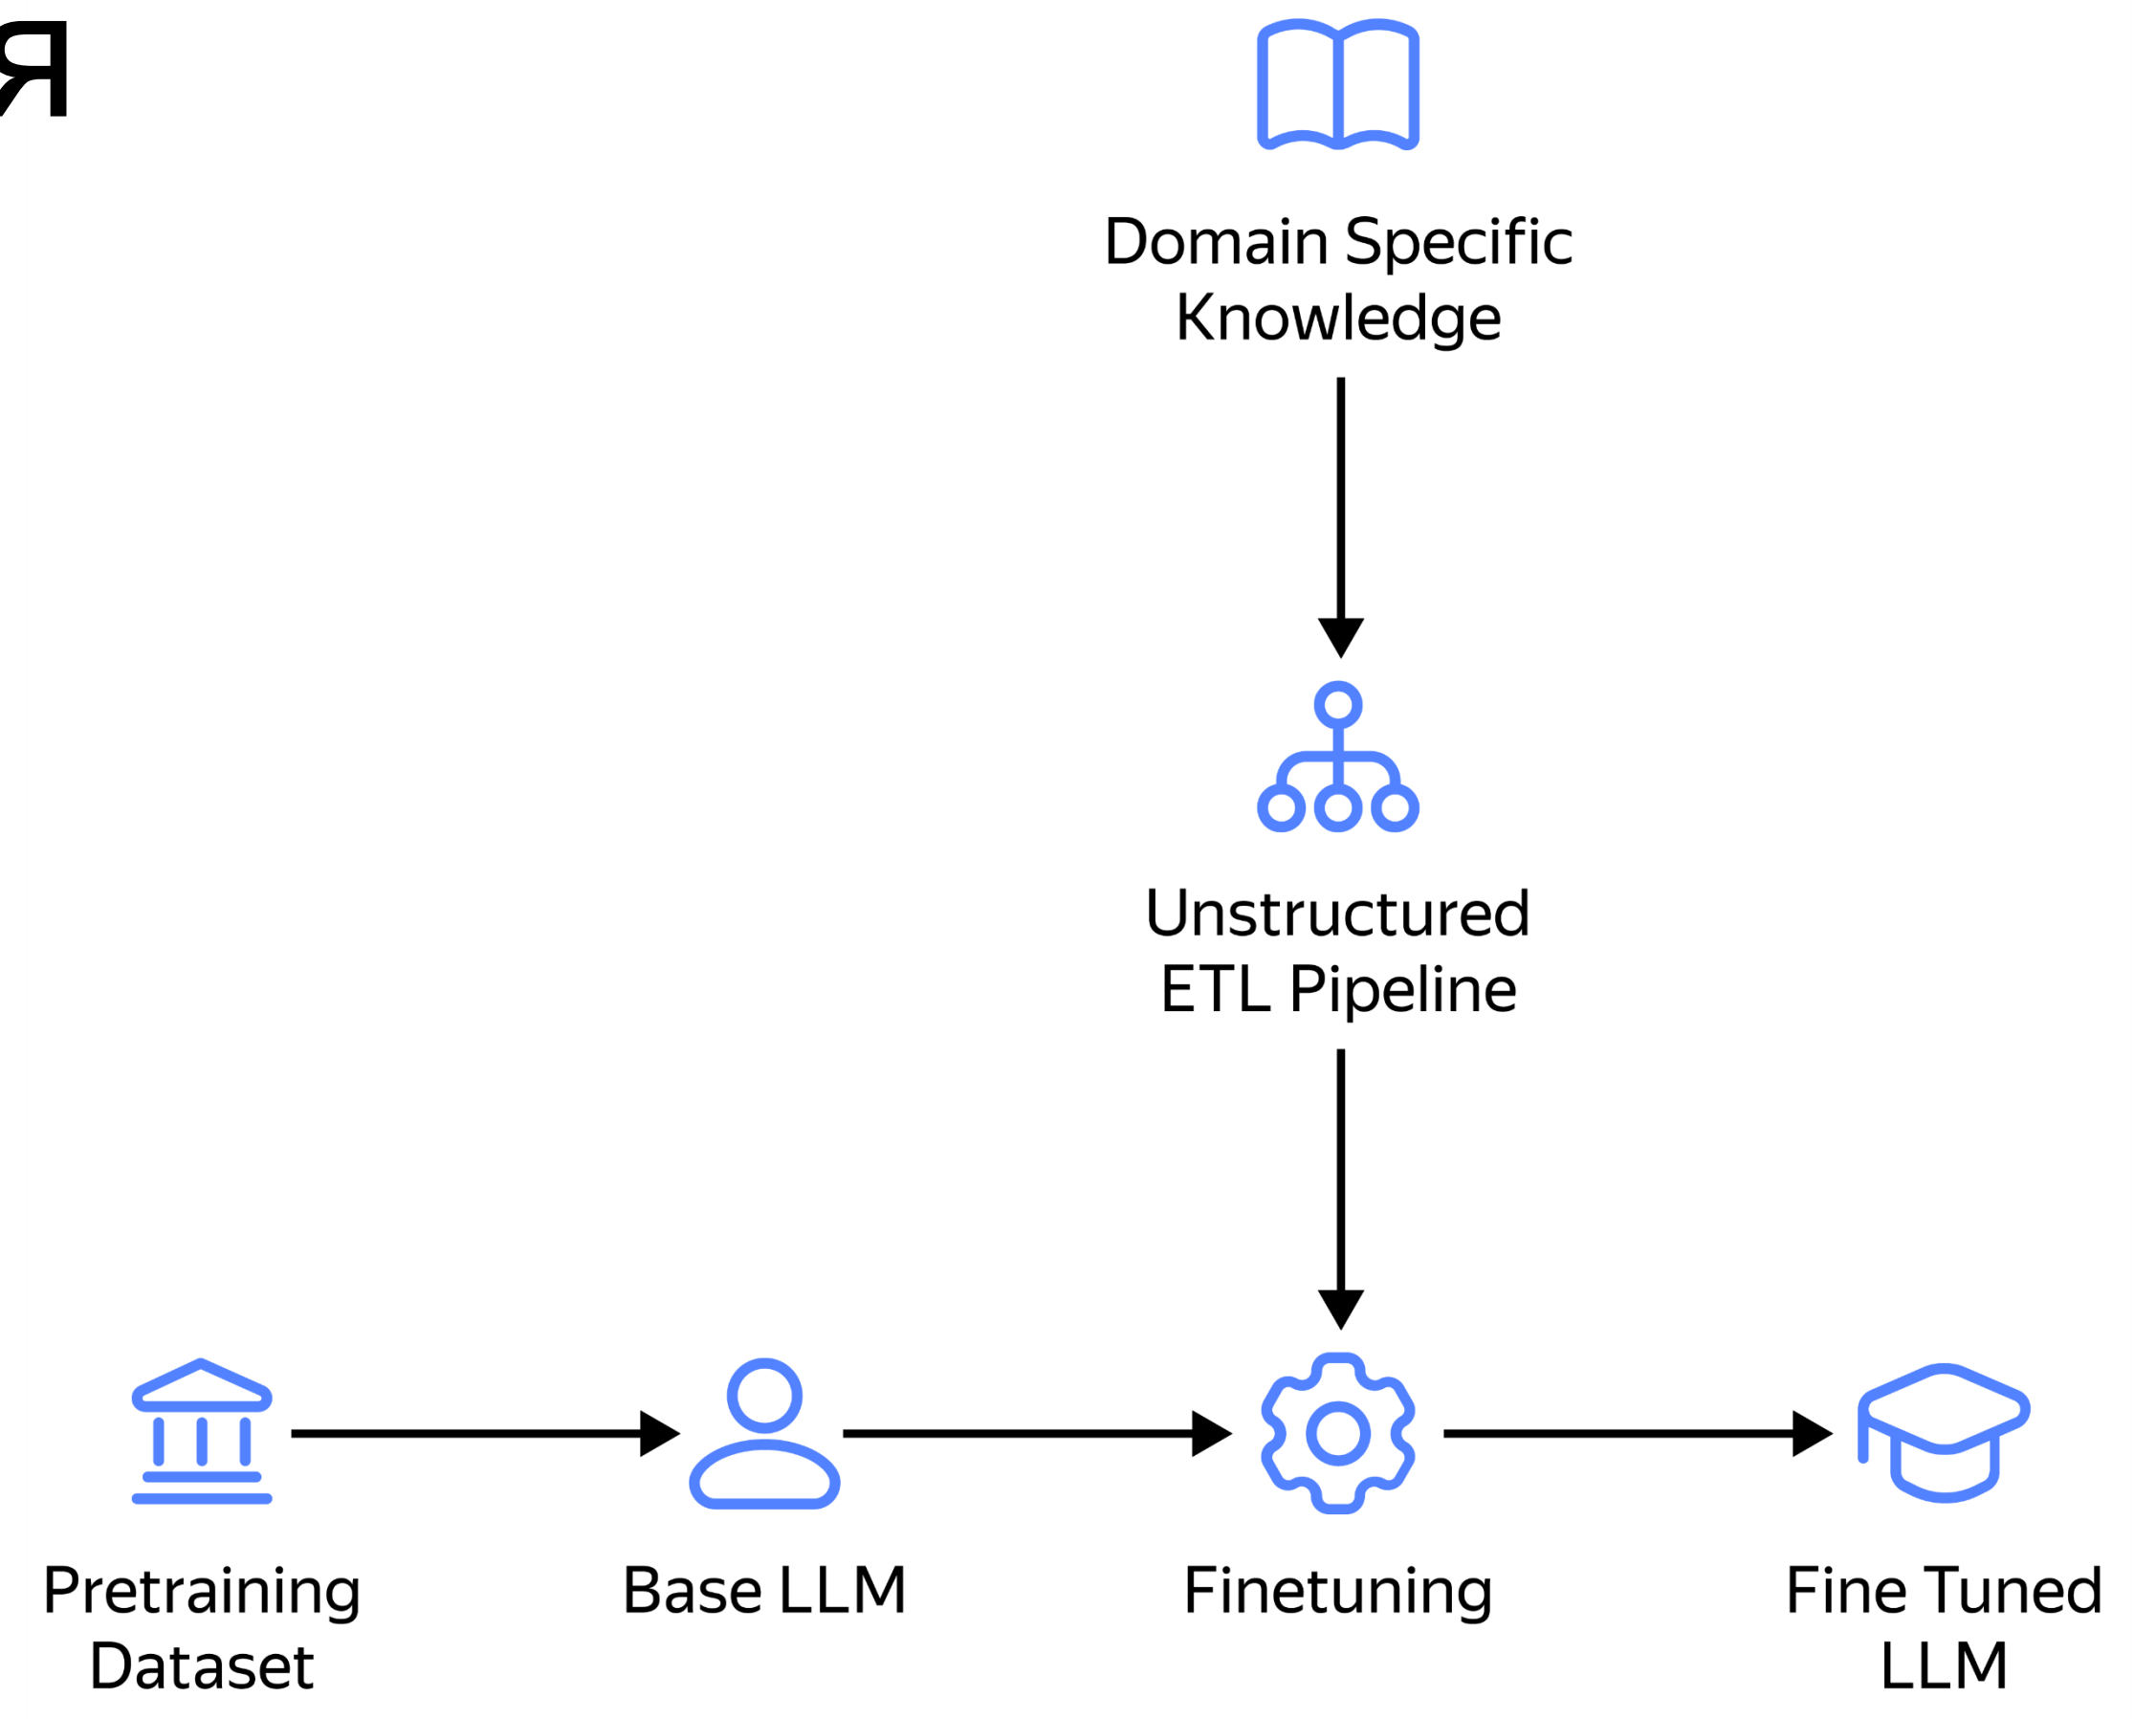 Я
Domain Specific
Knowledge
Unstructured
ETL Pipeline
Pretraining
Dataset
Base LLM
Finetuning
Fine Tuned
LLM